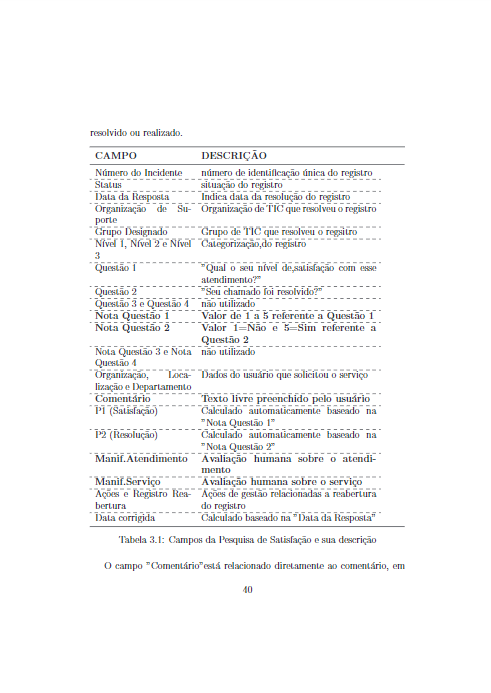 resolvido ou realizado.
CAMPO DESCRIÇÃO
Número do Incidente número de identificação única do registro
Status situação do registro
Data da Resposta Indica data da resolução do registro
Organização de Su- Organização de TIC que resolveu o registro
porte
Grupo Designado Grupo de TIC que resolveu o regsitro
Nível 1, Nível 2 e Nível Categorização,do registro
3
Questão 1 "Qual o seu nível de,satisfação com esse
atendimento?"
Questão 2 "Seu chamado foi resolvido?"
Questão 3 e Questão 4 não utilizado
Nota Questão 1 Valor de 1 a 5 referente a Questão 1
Nota Questão 2 Valor 1=Não e 5=Sim referente a
Questão 2
Nota Questão 3 e Nota não utilizado
Questão 4
Organização, Loca- Dados do usuário que solicitou o serviço
lização e Departamento
Comentário Texto livre preenchido pelo usuário
P1 (Satisfação) Calculado automaticamente baseado na
"Nota Questão 1"
P2 (Resolução) Calculado automaticamente baseado na
"Nota Questão 2"
Manif.Atendimento Avaliação humana sobre o atendi-
mento
Manif.Serviço Avaliação humana sobre o serviço
Ações e Registro Rea- Ações de gestão relacionadas a reabertura
bertura do registro
Data corrigida Calculado baseado na "Data da Resposta"
Tabela 3.1: Campos da Pesquisa de Satisfação e sua descrição
O campo "Comentário"está relacionado diretamente ao comentário, em
40